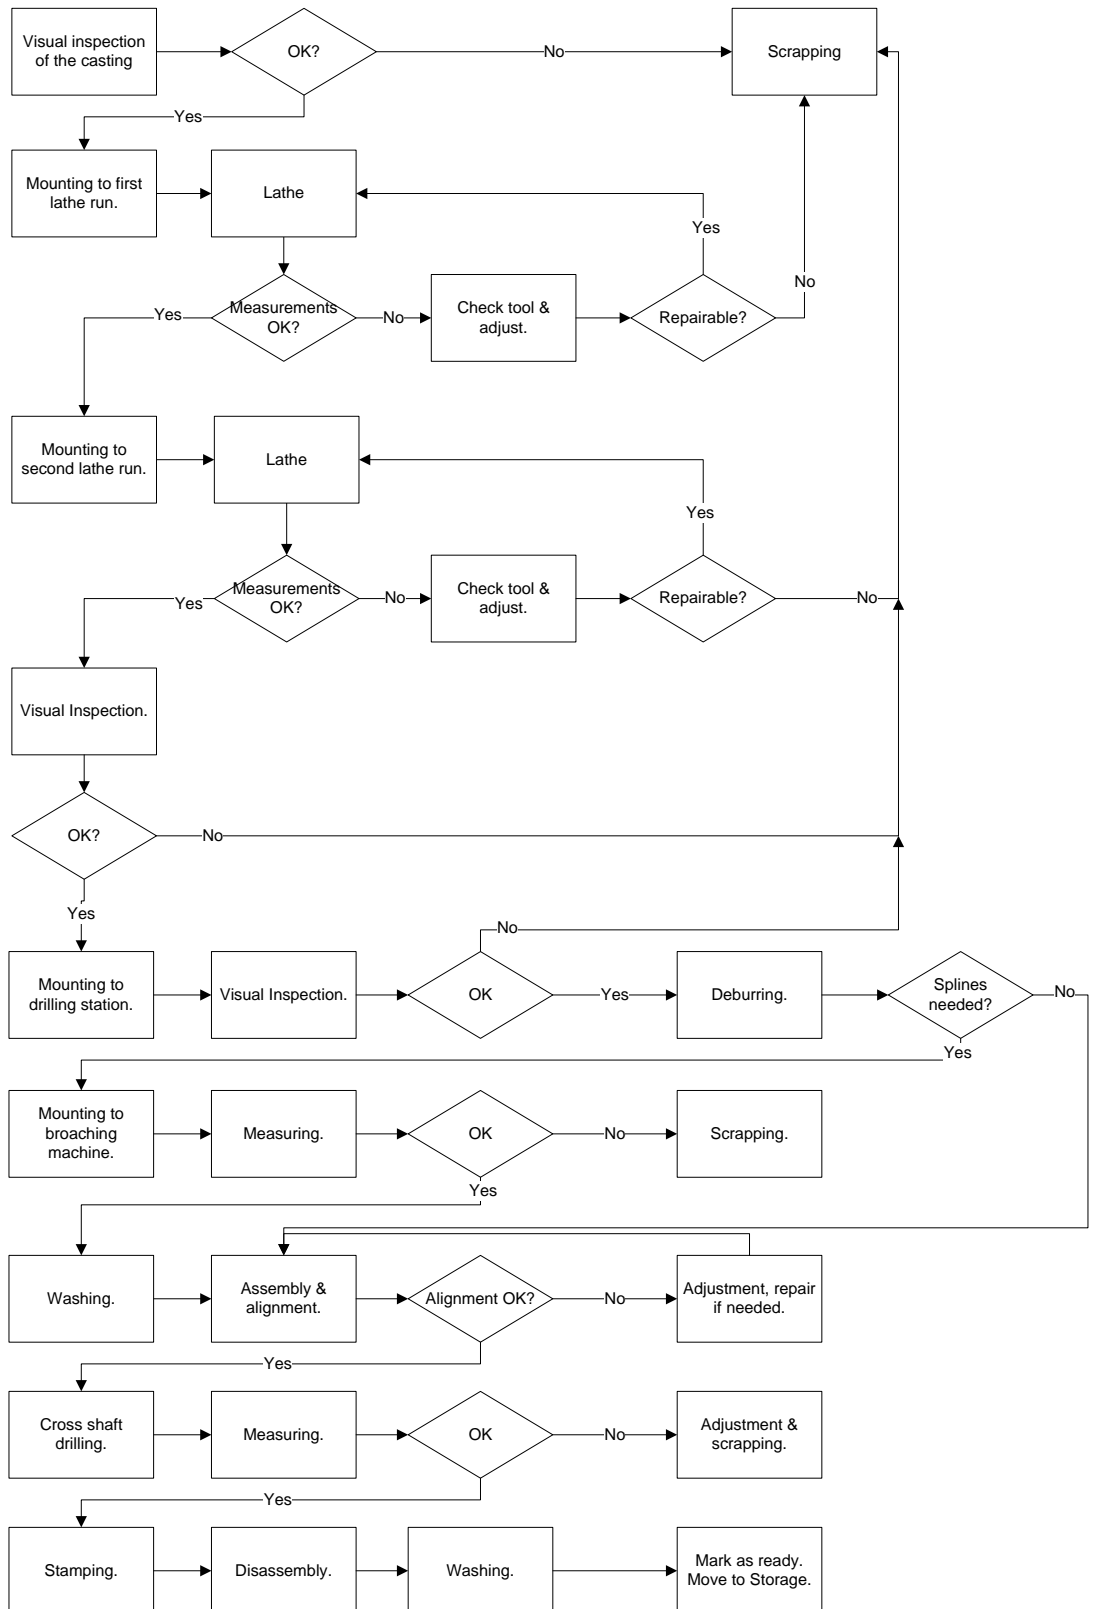 Visual inspection
of the casting
OK?
No
Scrapping
Yes
Mounting to first
lathe run.
Lathe
Yes
No
Yes
Measurements
OK?
No
Check tool &
adjust.
Repairable?
Mounting to
second lathe run.
Lathe
Yes
Yes
Measurements
OK?
No
Check tool &
adjust.
Repairable?
No
Visual Inspection.
OK?
No
Yes
No
Mounting to
drilling station.
Visual Inspection.
OK
Yes
Deburring.
Splines
needed?
No
Yes
Mounting to
broaching
machine.
Measuring.
OK
No
Scrapping.
Yes
Washing.
Assembly &
alignment.
Alignment OK?
No
Adjustment, repair
if needed.
Yes
Cross shaft
drilling.
Measuring.
OK
No
Adjustment &
scrapping.
Yes
Stamping.
Disassembly.
Washing.
Mark as ready.
Move to Storage.